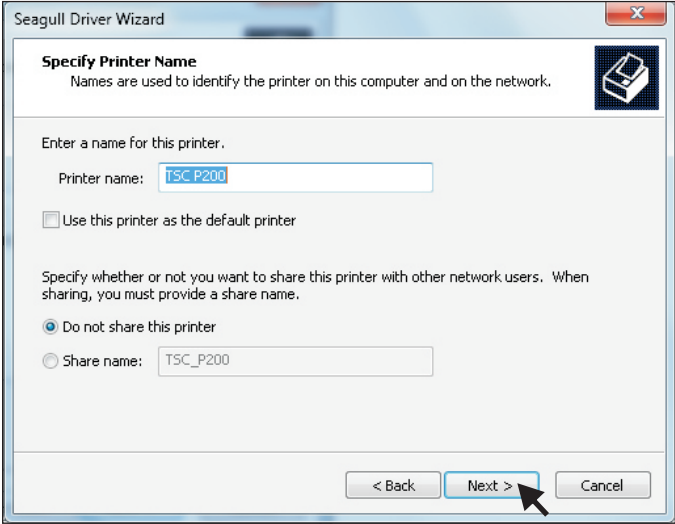 Seagull Driver Wizard
Specify Printer Name
Names are used to identify the printer on this computer and on the network.
Enter a name for this printer.
Printer name: TSC P200
Use this printer as the default printer
Specify whether or not you want to share this printer with other network users. When
sharing, you must provide a share name.
Do not share this printer
Share name: TSC_P200
< Back Next > Cancel